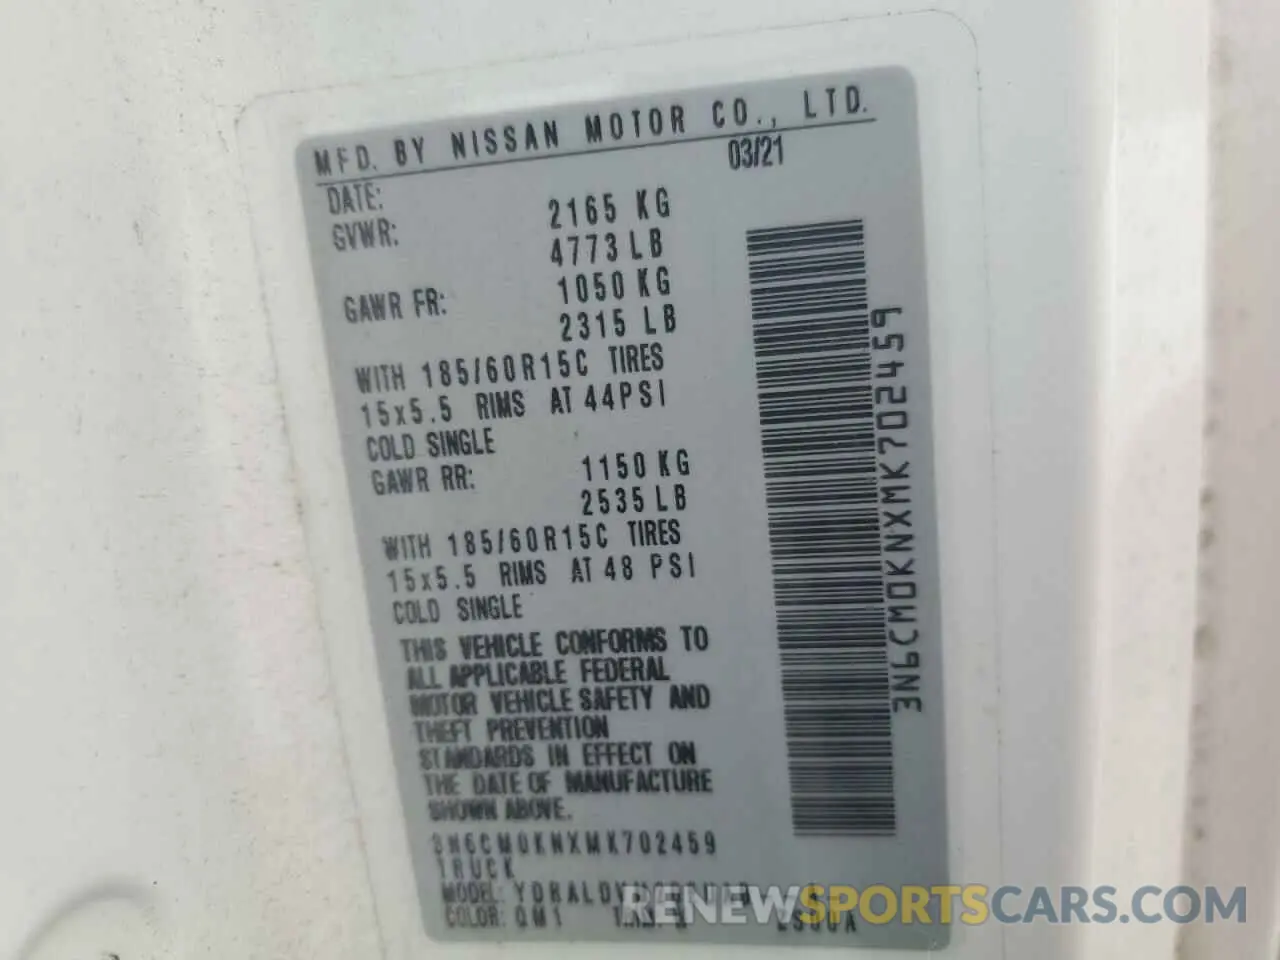 MFD. BY NISSAN MOTOR CO., LTD.
DATE: 03/21
GVWR: 2165 KG
4773 LB
GAWR FR: 1050 KG
2315 LB
WITH 185/60R15C TIRES
15x5.5 RIMS AT 44PSI
COLD SINGLE
GAWR RR: 1150 KG
2535 LB
WITH 185/60R15C TIRES
15x5.5 RIMS AT 48 PSI
COLD SINGLE
THIS VEHICLE CONFORMS TO
ALL APPLICABLE FEDERAL
MOTOR VEHICLE SAFETY AND
THEFT PREVENTION
STANDARDS IN EFFECT ON
THE DATE OF MANUFACTURE
SHOWN ABOVE.
3N6CM0KNXMK702459
TRUCK
MODEL:
COLOR: QM1 TRIM:
3N6CM0KNXMK702459
RENEWSPORTSCARS.COM